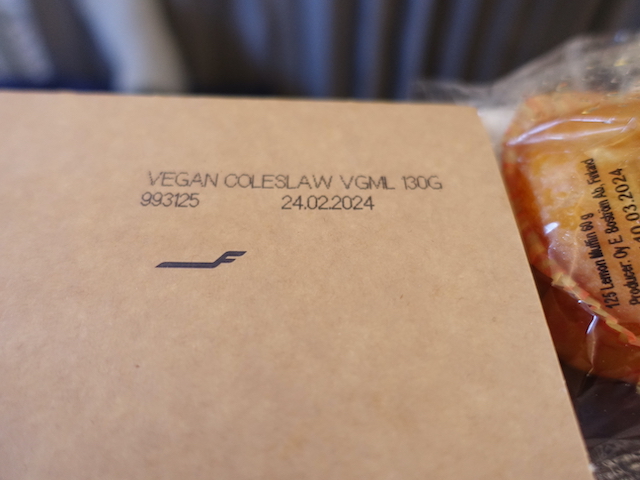 VEGAN COLESLAW VGML 130G
993125 24.02.2024
125 Lemon Muffin 60 g
Producer: Oy E. Boström Ab, Finland
10.03.2024